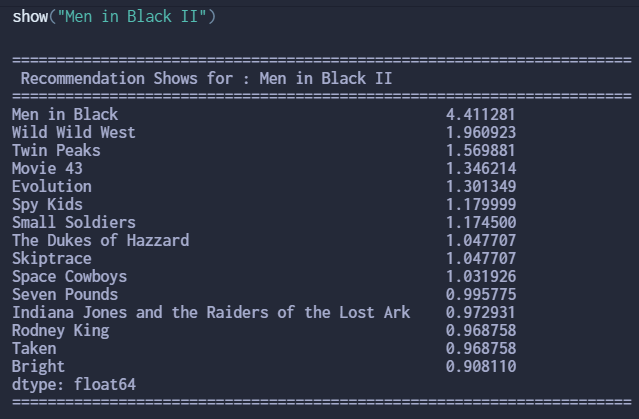 show("Men in Black II")
======================================================================
Recommendation Shows for : Men in Black II
======================================================================
Men in Black 4.411281
Wild Wild West 1.960923
Twin Peaks 1.569881
Movie 43 1.346214
Evolution 1.301349
Spy Kids 1.179999
Small Soldiers 1.174500
The Dukes of Hazzard 1.047707
Skiptrace 1.047707
Space Cowboys 1.031926
Seven Pounds 0.995775
Indiana Jones and the Raiders of the Lost Ark 0.972931
Rodney King 0.968758
Taken 0.968758
Bright 0.908110
dtype: float64
======================================================================